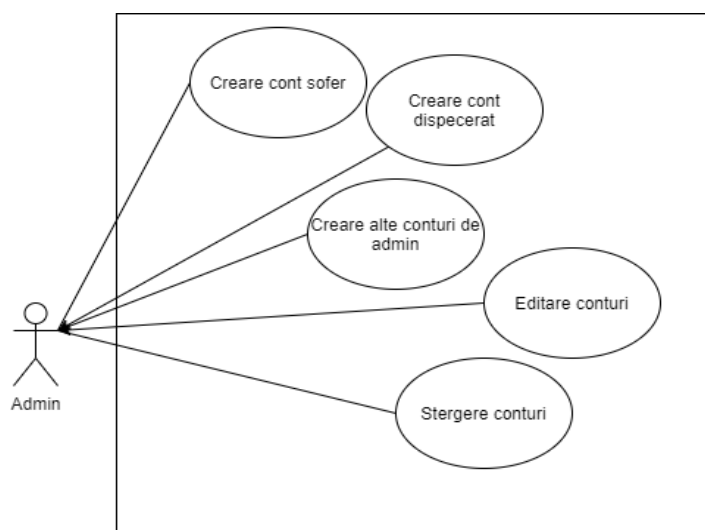 Creare cont sofer
Creare cont
dispecerat
Creare alte conturi de
admin
Editare conturi
Admin
Stergere conturi